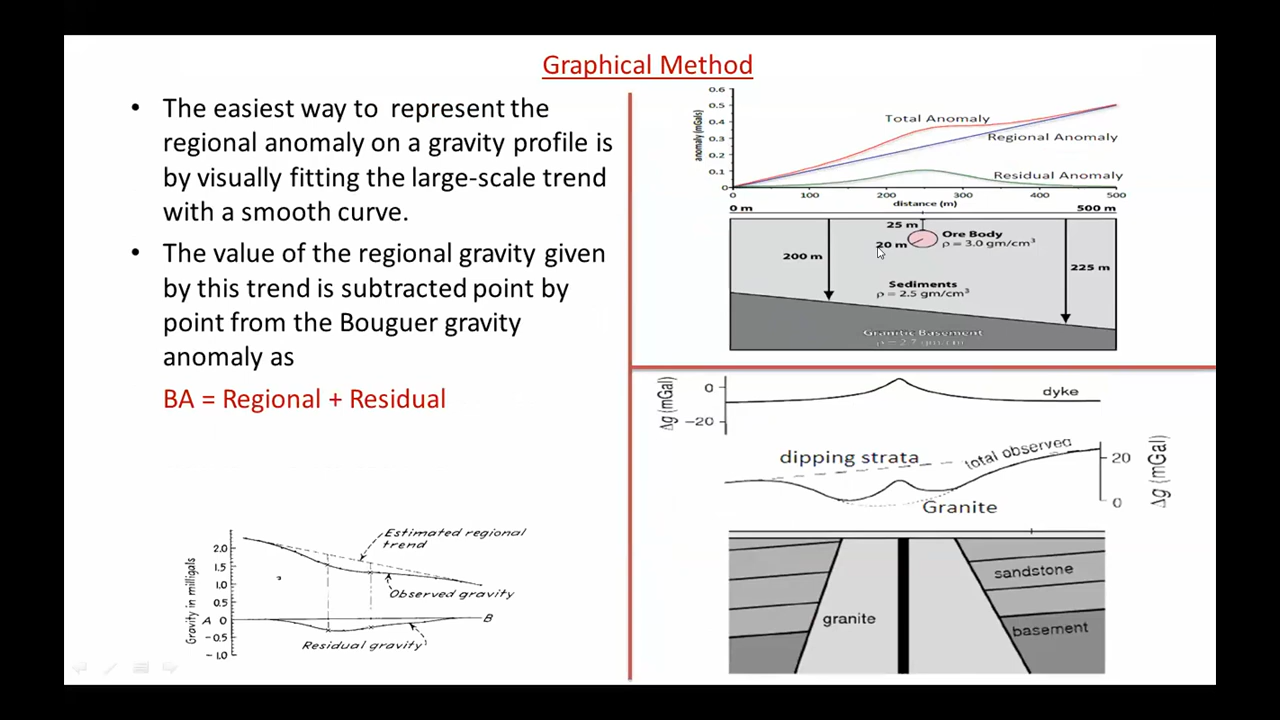 Graphical Method
• The easiest way to represent the
regional anomaly on a gravity profile is
by visually fitting the large-scale trend
with a smooth curve.
• The value of the regional gravity given
by this trend is subtracted point by
point from the Bouguer gravity
anomaly as
BA = Regional + Residual
Gravity in milligals
2.0
1.5
1.0
0.5
A 0
−0.5
−1.0
Estimated regional
trend
Observed gravity
B
Residual gravity
anomaly (mGals)
0.6
0.5
0.4
0.3
0.2
0.1
0
Total Anomaly
Regional Anomaly
Residual Anomaly
100 200 300 400 500
distance (m)
0 m 500 m
25 m
Ore Body
20 m ρ = 3.0 gm/cm³
200 m
225 m
Sediments
ρ = 2.5 gm/cm³
Granitic Basement
ρ = 2.7 gm/cm
Δg (mGal)
0
−20
dyke
dipping strata
total observed
20
0
Δg (mGal)
Granite
sandstone
granite
basement